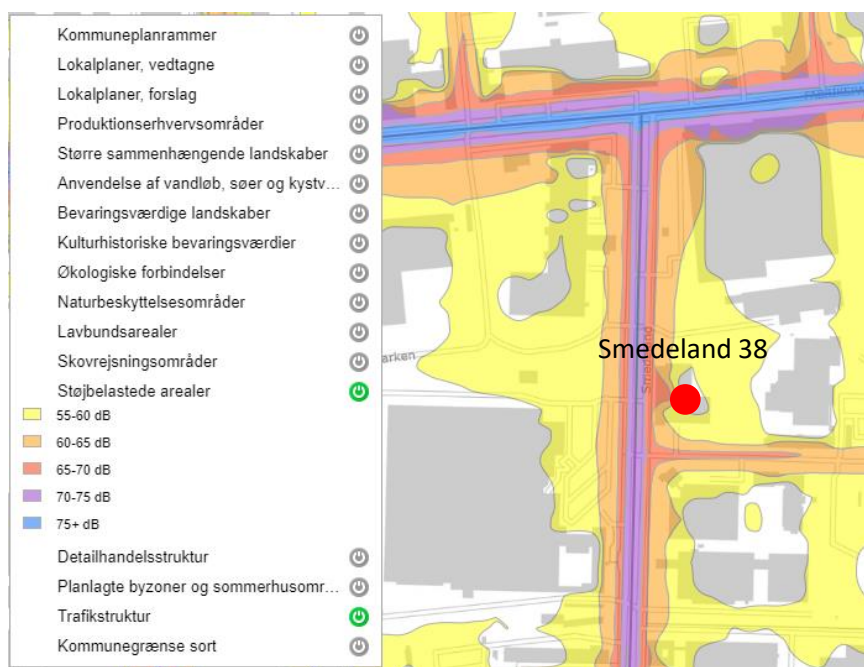 Kommuneplanrammer
Lokalplaner, vedtagne
Lokalplaner, forslag
Produktionserhvervsområder
Større sammenhængende landskaber
Anvendelse af vandløb, søer og kystv...
Bevaringsværdige landskaber
Kulturhistoriske bevaringsværdier
Økologiske forbindelser
Naturbeskyttelsesområder
Lavbundsarealer
Skovrejsningsområder
Støjbelastede arealer
55-60 dB
60-65 dB
65-70 dB
70-75 dB
75+ dB
Detailhandelsstruktur
Planlagte byzoner og sommerhusomr...
Trafikstruktur
Kommunegrænse sort
arken
Smedeland
Smedeland 38